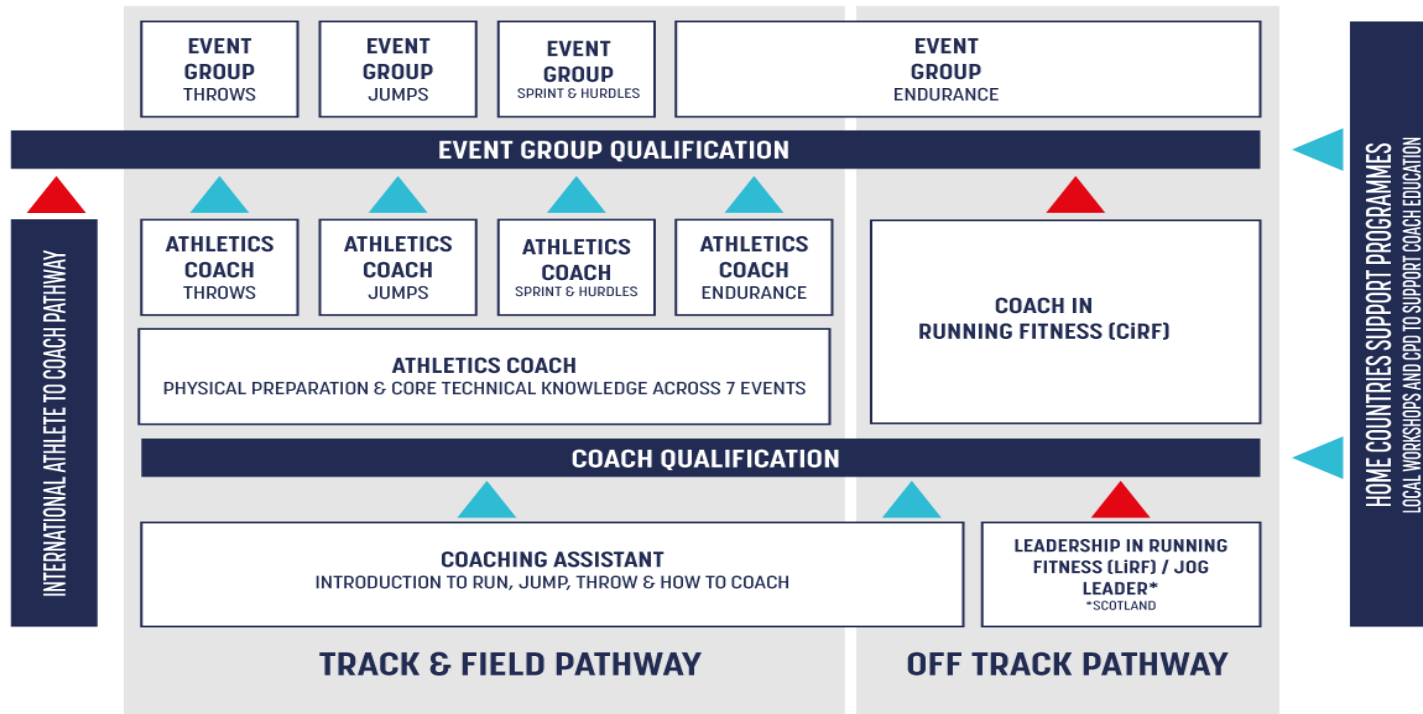 EVENT
GROUP
THROWS
EVENT
GROUP
JUMPS
EVENT
GROUP
SPRINT & HURDLES
EVENT
GROUP
ENDURANCE
EVENT GROUP QUALIFICATION
ATHLETICS
COACH
THROWS
ATHLETICS
COACH
JUMPS
ATHLETICS
COACH
SPRINT & HURDLES
ATHLETICS
COACH
ENDURANCE
COACH IN
RUNNING FITNESS (CiRF)
ATHLETICS COACH
PHYSICAL PREPARATION & CORE TECHNICAL KNOWLEDGE ACROSS 7 EVENTS
COACH QUALIFICATION
COACHING ASSISTANT
INTRODUCTION TO RUN, JUMP, THROW & HOW TO COACH
LEADERSHIP IN RUNNING
FITNESS (LiRF) / JOG
LEADER*
*SCOTLAND
TRACK & FIELD PATHWAY
OFF TRACK PATHWAY
INTERNATIONAL ATHLETE TO COACH PATHWAY
HOME COUNTRIES SUPPORT PROGRAMMES
LOCAL WORKSHOPS AND CPD TO SUPPORT COACH EDUCATION